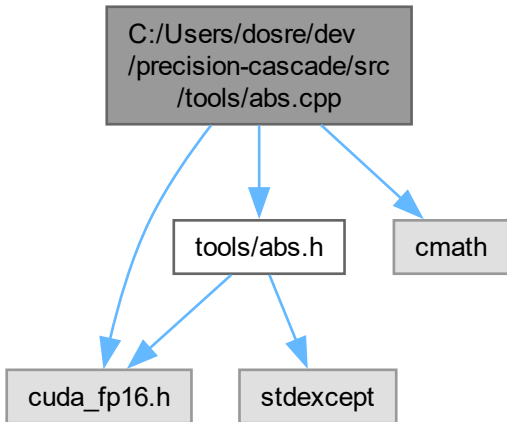 C:/Users/dosre/dev
/precision-cascade/src
/tools/abs.cpp
tools/abs.h
cmath
cuda_fp16.h
stdexcept